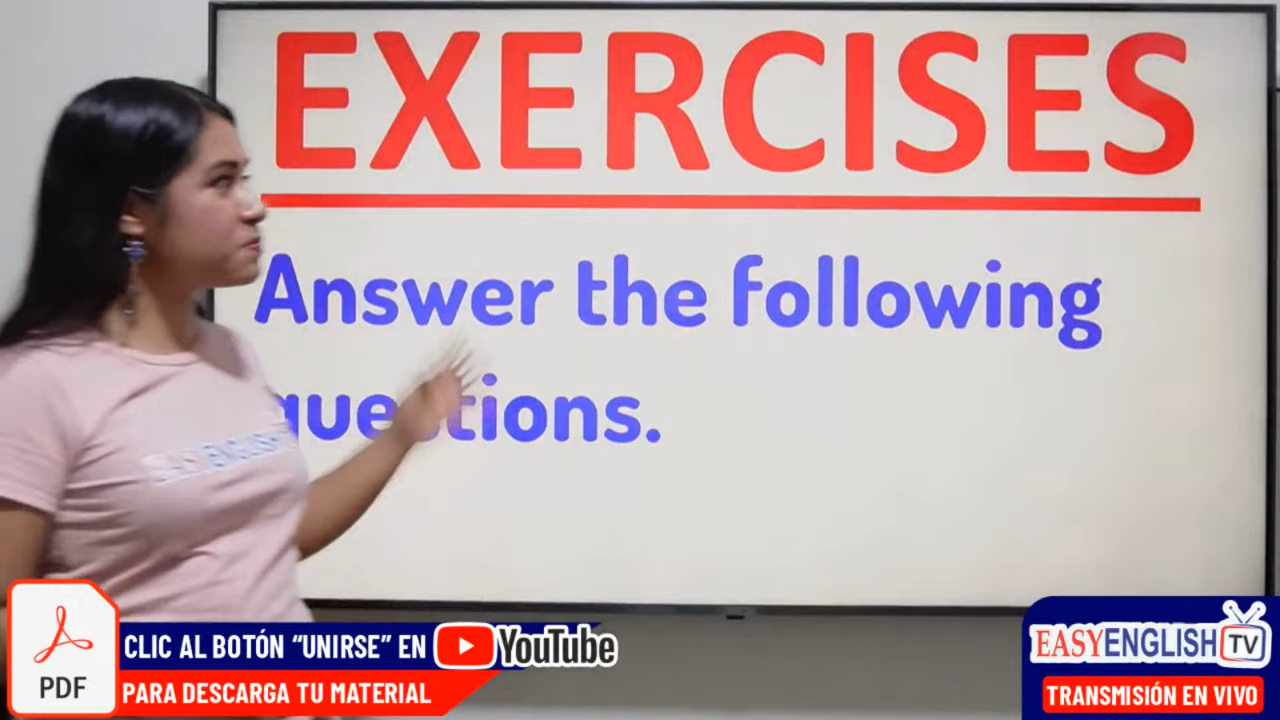 EXERCISES
Answer the following
questions.
ENGLISH
PDF
CLIC AL BOTÓN “UNIRSE” EN YouTube
PARA DESCARGA TU MATERIAL
EASYENGLISH TV
TRANSMISIÓN EN VIVO